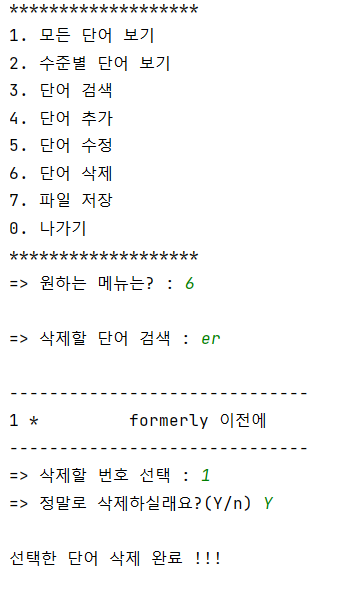 *******************
1. 모든 단어 보기
2. 수준별 단어 보기
3. 단어 검색
4. 단어 추가
5. 단어 수정
6. 단어 삭제
7. 파일 저장
0. 나가기
*******************
=> 원하는 메뉴는? : 6
=> 삭제할 단어 검색 : er
------------------------------
1 *         formerly 이전에
------------------------------
=> 삭제할 번호 선택 : 1
=> 정말로 삭제하실래요?(Y/n) Y
선택한 단어 삭제 완료 !!!